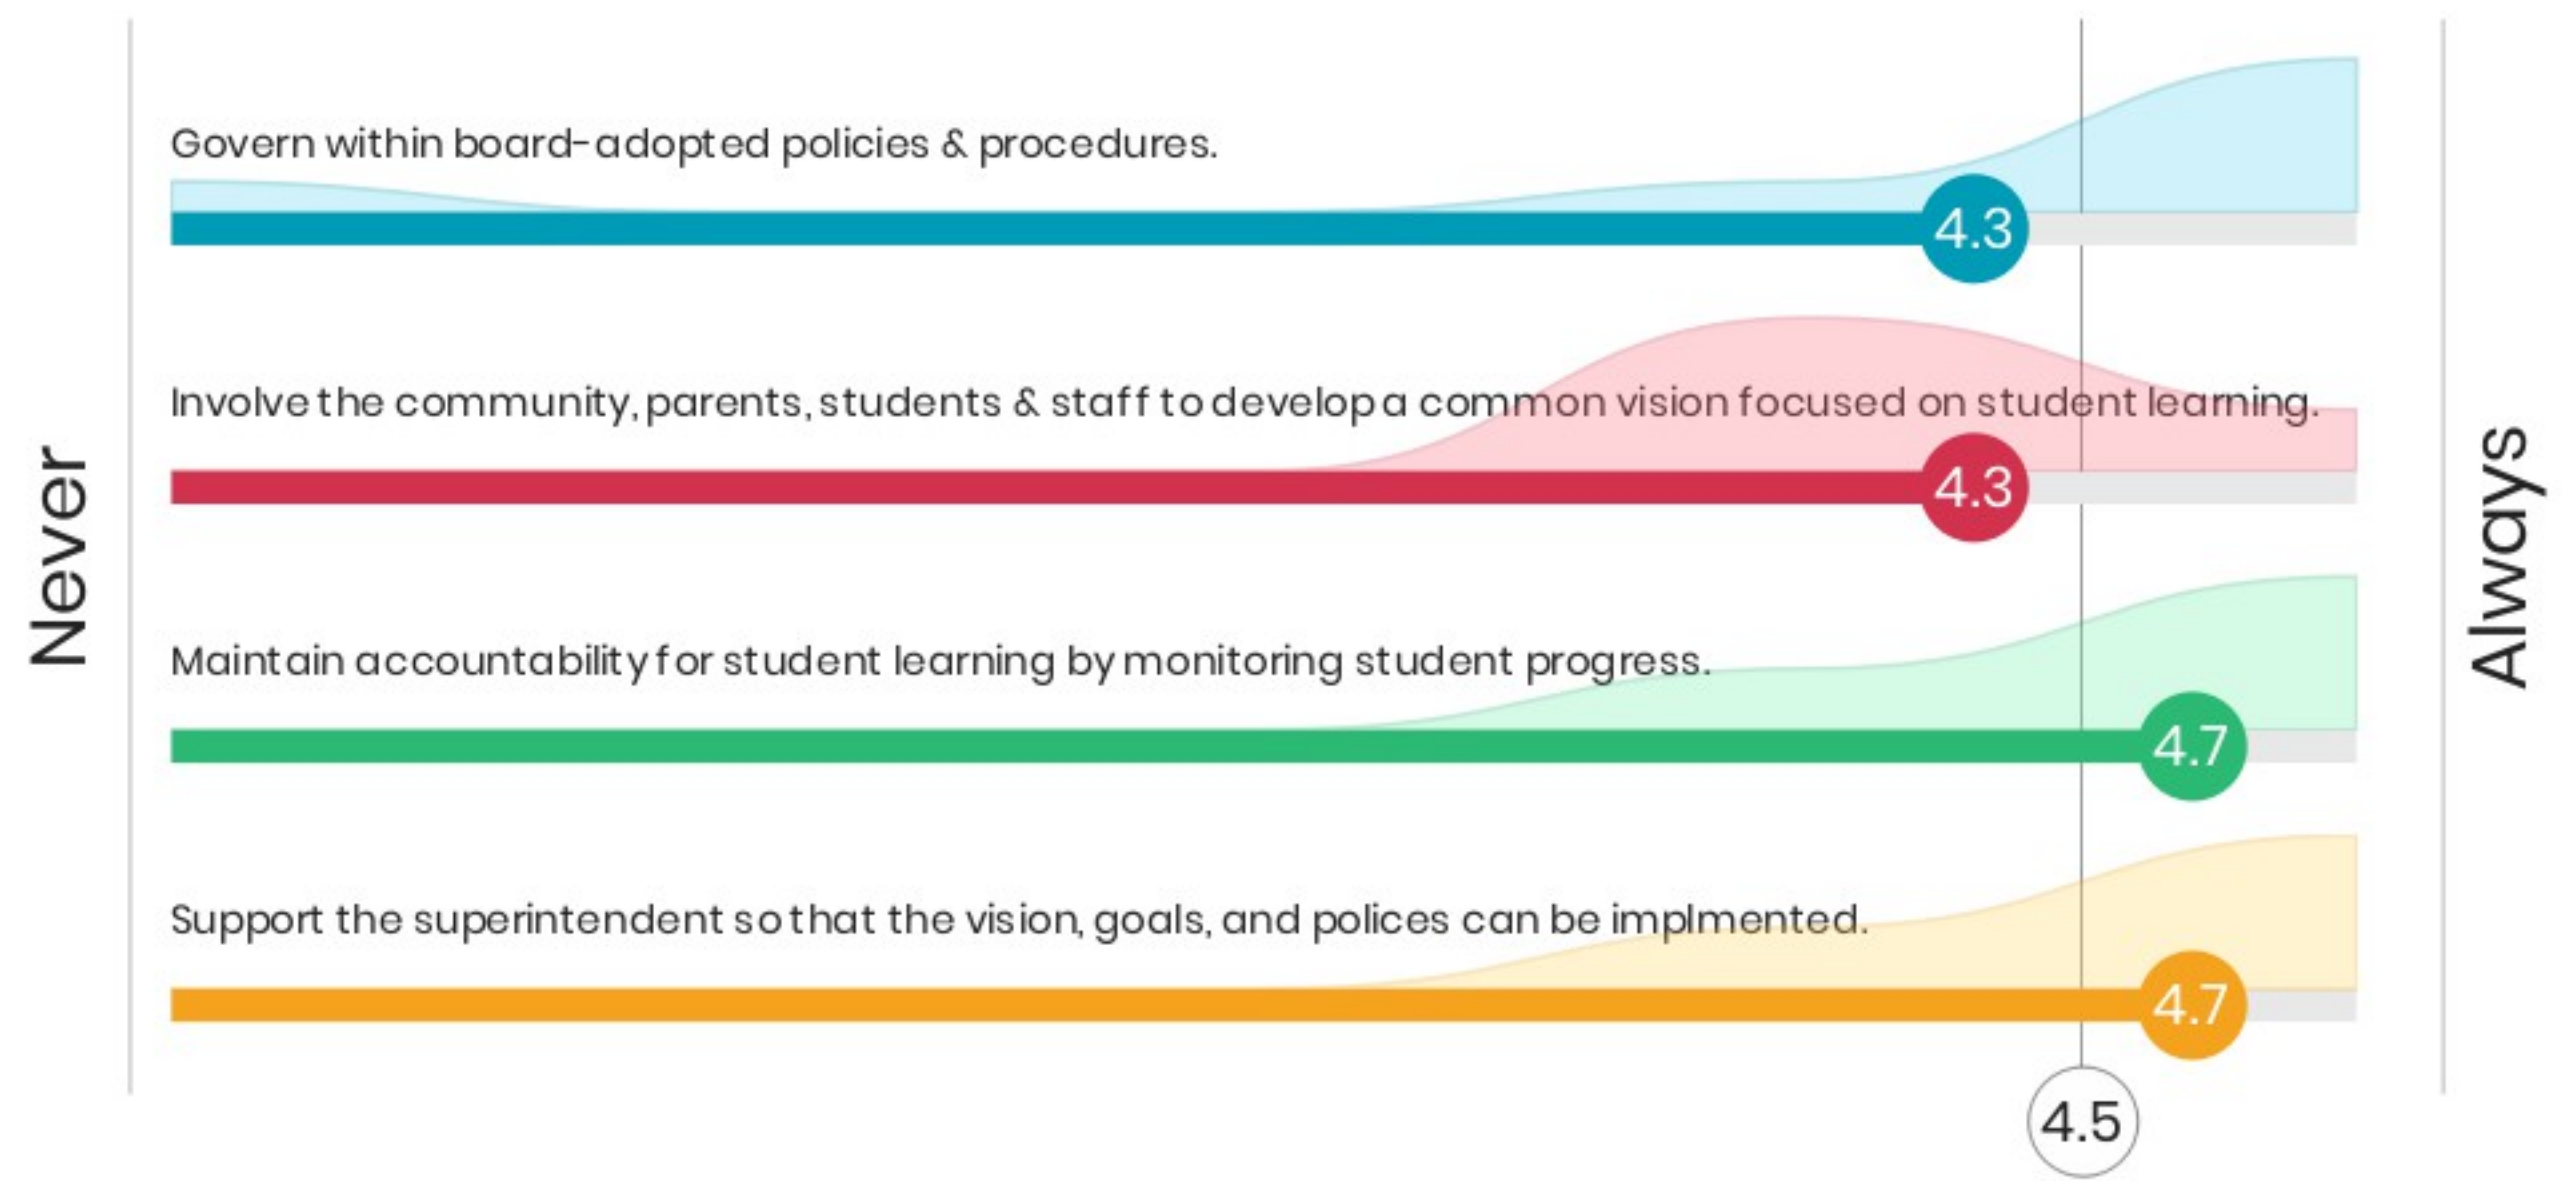 Never
Govern within board-adopted policies & procedures.
4.3
Involve the community, parents, students & staff to develop a common vision focused on student learning.
4.3
Maintain accountability for student learning by monitoring student progress.
4.7
Support the superintendent so that the vision, goals, and polices can be implmented.
4.7
4.5
Always